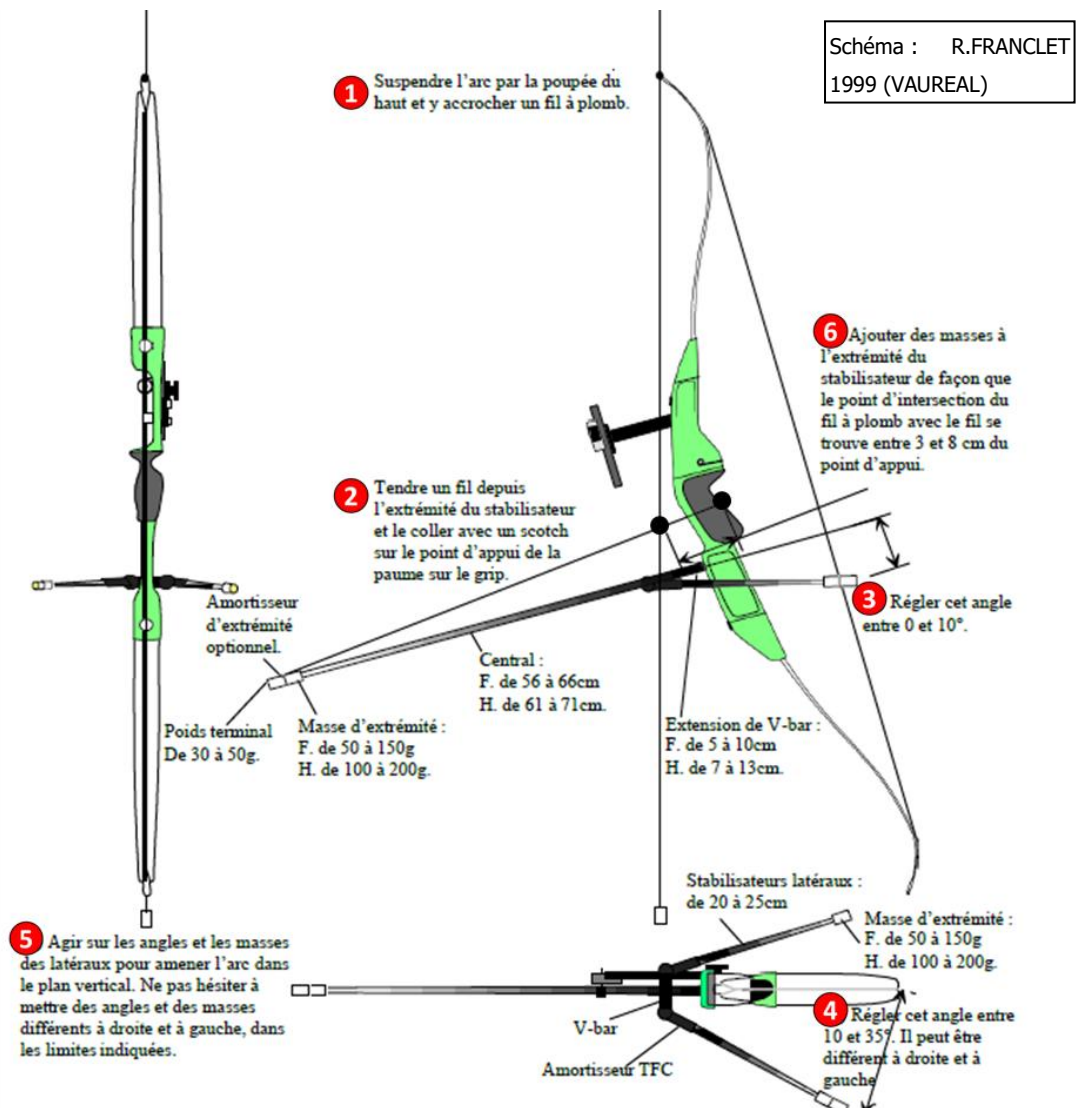 Schéma : R.FRANCLET
1999 (VAUREAL)
1 Suspendre l'arc par la poupée du
haut et y accrocher un fil à plomb.
6 Ajouter des masses à
l'extrémité du
stabilisateur de façon que
le point d'intersection du
fil à plomb avec le fil se
trouve entre 3 et 8 cm du
point d'appui.
2 Tendre un fil depuis
l'extrémité du stabilisateur
et le coller avec un scotch
sur le point d'appui de la
paume sur le grip.
3 Régler cet angle
entre 0 et 10°.
Amortisseur
d'extrémité
optionnel.
Central :
F. de 56 à 66cm
H. de 61 à 71cm.
Poids terminal
De 30 à 50g.
Masse d'extrémité :
F. de 50 à 150g
H. de 100 à 200g.
Extension de V-bar :
F. de 5 à 10cm
H. de 7 à 13cm.
Stabilisateurs latéraux :
de 20 à 25cm
Masse d'extrémité :
F. de 50 à 150g
H. de 100 à 200g.
5 Agir sur les angles et les masses
des latéraux pour amener l'arc dans
le plan vertical. Ne pas hésiter à
mettre des angles et des masses
différents à droite et à gauche, dans
les limites indiquées.
V-bar
Amortisseur TFC
4 Régler cet angle entre
10 et 35°. Il peut être
différent à droite et à
gauche